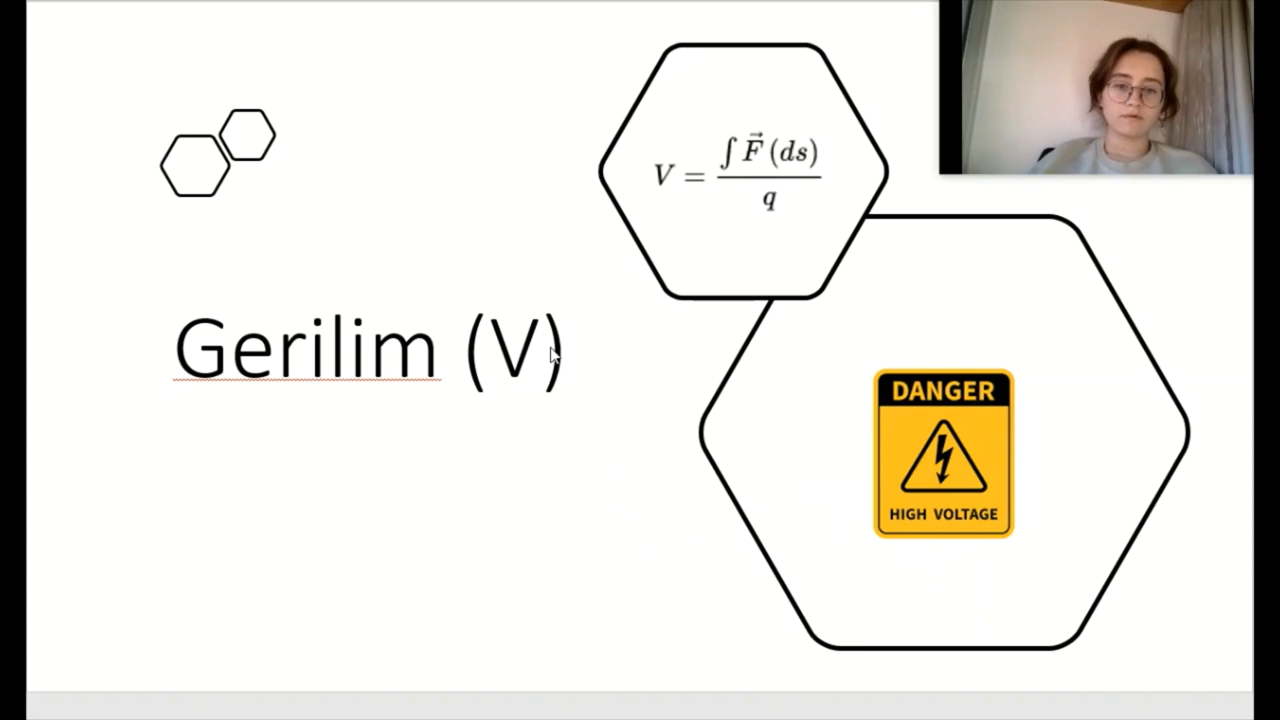 V = ∫ F⃗ (ds) / q
Gerilim (V)
DANGER
HIGH VOLTAGE